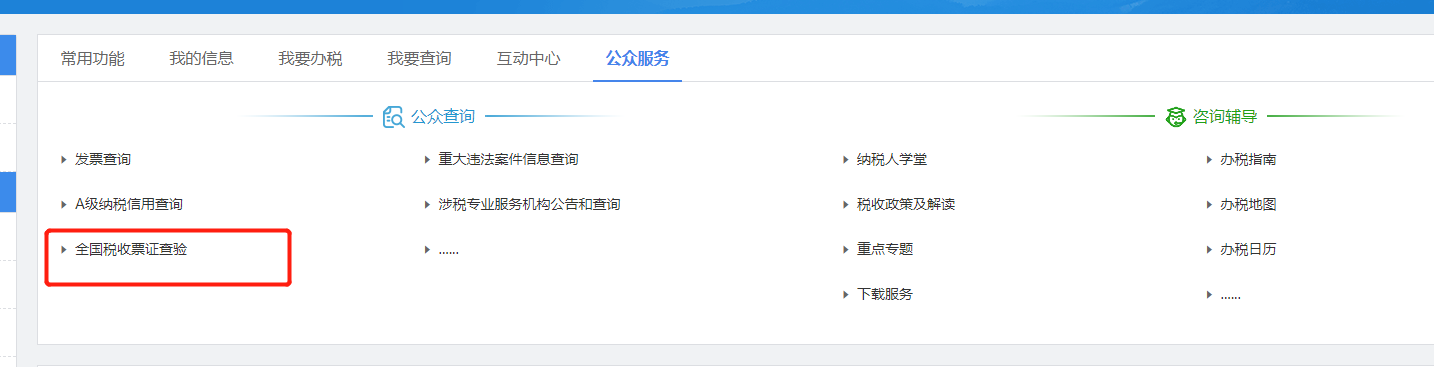 常用功能 我的信息 我要办税 我要查询 互动中心 公众服务
公众查询 咨询辅导
发票查询 重大违法案件信息查询 纳税人学堂 办税指南
A级纳税信用查询 涉税专业服务机构公告和查询 税收政策及解读 办税地图
全国税收票证查验 ...... 重点专题 办税日历
下载服务 ......